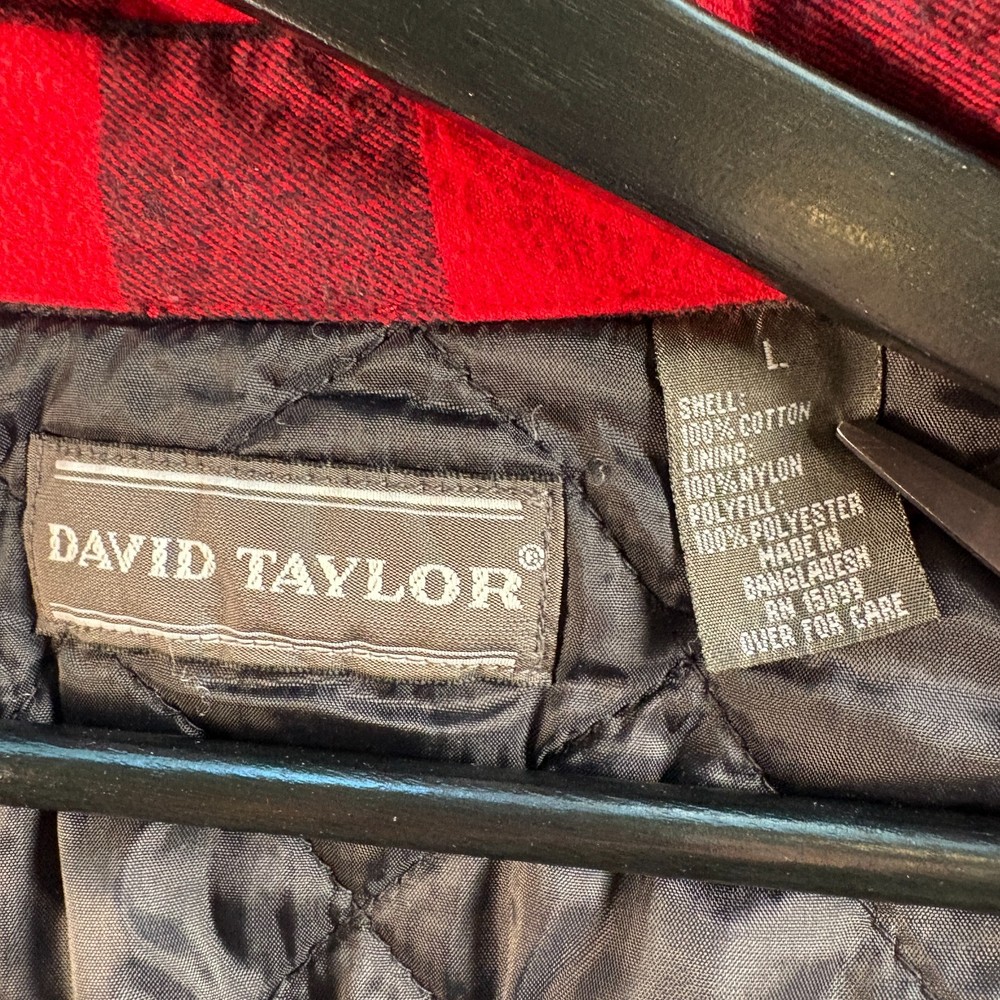 DAVID TAYLOR®
L
SHELL:
100% COTTON
LINING:
100% NYLON
POLYFILL:
100% POLYESTER
MADE IN
BANGLADESH
RN 15099
OVER FOR CARE